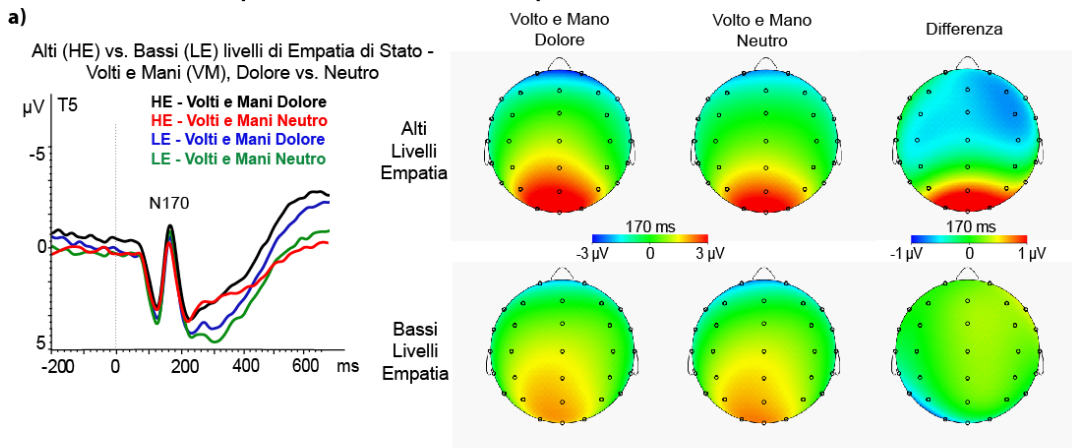 a)
Alti (HE) vs. Bassi (LE) livelli di Empatia di Stato -
Volti e Mani (VM), Dolore vs. Neutro
µV
T5
HE - Volti e Mani Dolore
HE - Volti e Mani Neutro
LE - Volti e Mani Dolore
LE - Volti e Mani Neutro
-5
N170
0
5
-200
0
200
400
600
ms
Volto e Mano
Dolore
Volto e Mano
Neutro
Differenza
Alti
Livelli
Empatia
170 ms
-3 µV
0
3 µV
170 ms
-1 µV
0
1 µV
Bassi
Livelli
Empatia